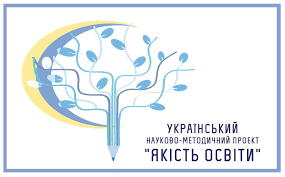 УКРАЇНСЬКИЙ
НАУКОВО-МЕТОДИЧНИЙ ПРОЕКТ
"ЯКІСТЬ ОСВІТИ"